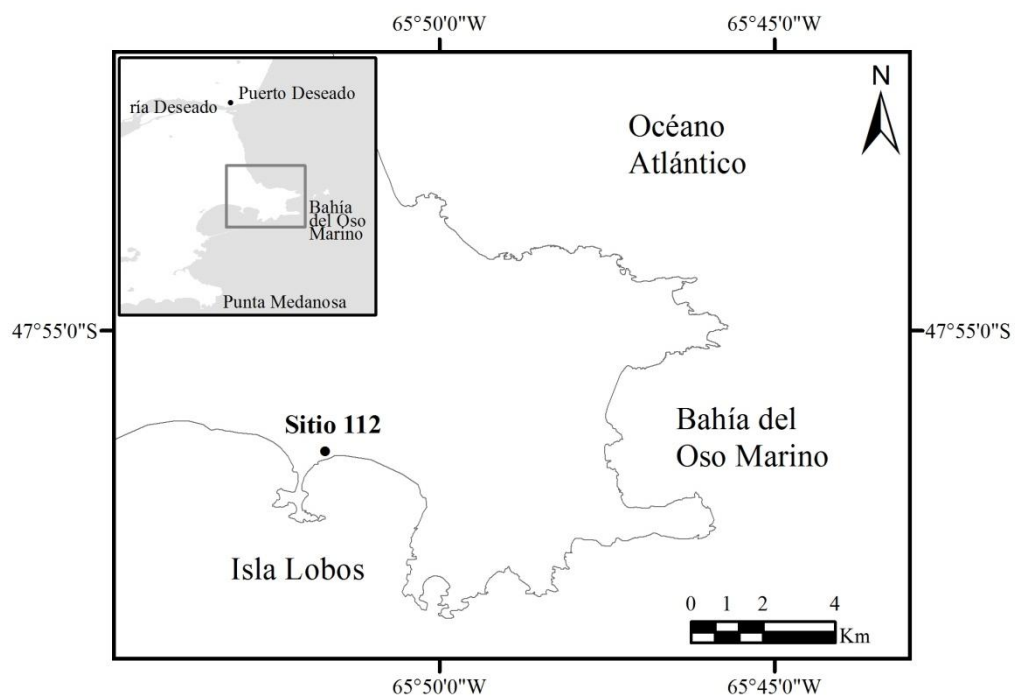 65°50'0"W
65°45'0"W
Puerto Deseado
ría Deseado
Bahía
del Oso
Marino
Punta Medanosa
Océano
Atlántico
N
47°55'0"S
47°55'0"S
Sitio 112
Bahía del
Oso Marino
Isla Lobos
0 1 2 4
Km
65°50'0"W
65°45'0"W